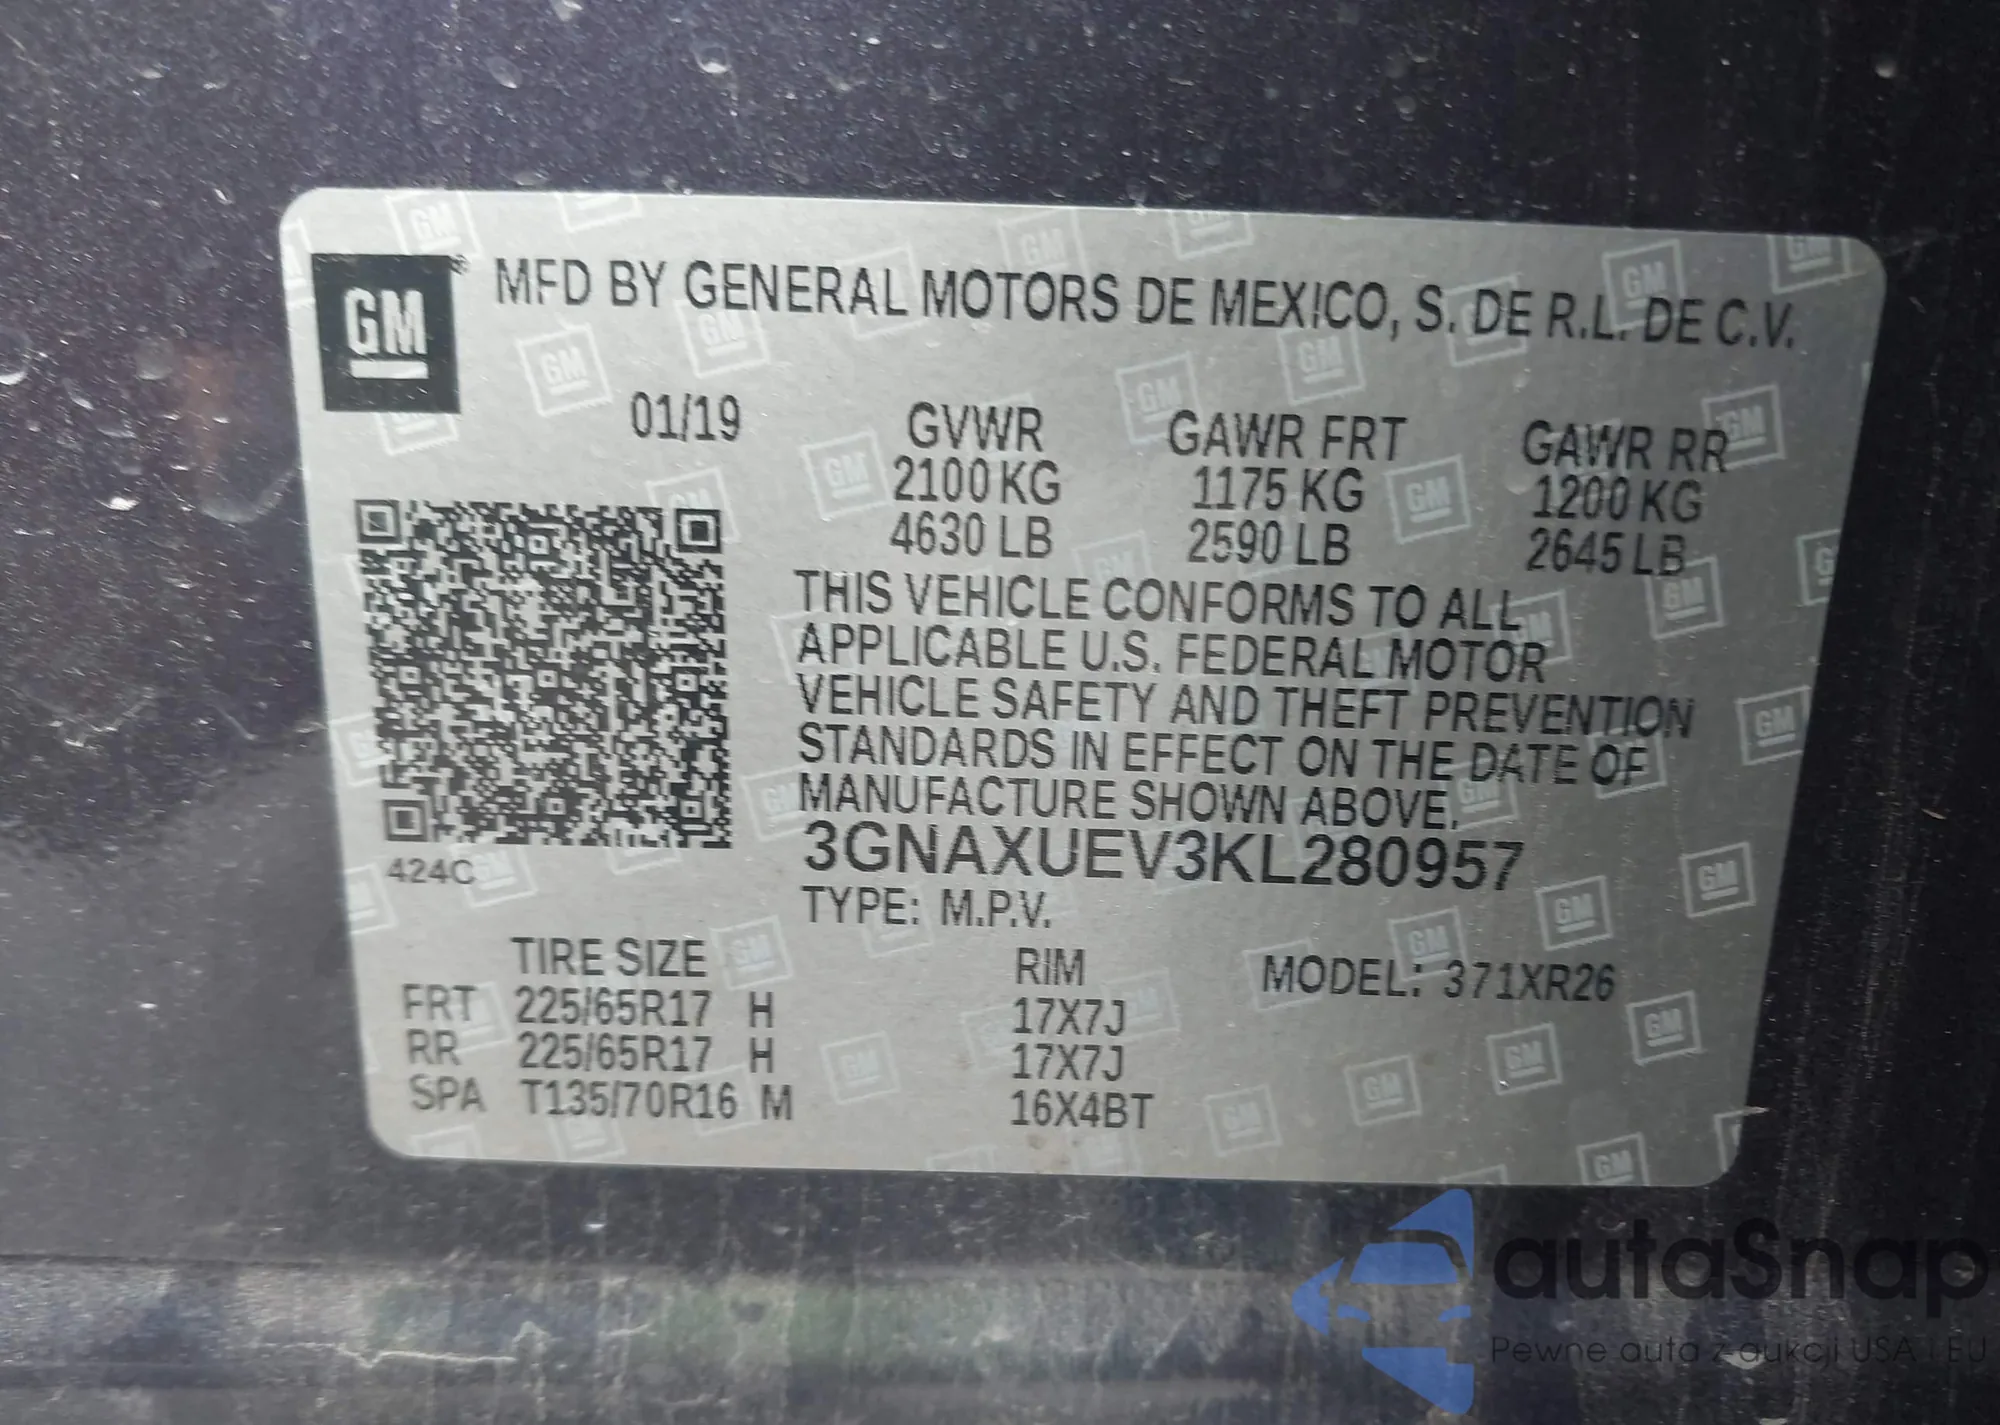 GM
MFD BY GENERAL MOTORS DE MEXICO, S. DE R.L. DE C.V.
01/19 GVWR GAWR FRT GAWR RR
2100 KG 1175 KG 1200 KG
4630 LB 2590 LB 2645 LB
THIS VEHICLE CONFORMS TO ALL
APPLICABLE U.S. FEDERAL MOTOR
VEHICLE SAFETY AND THEFT PREVENTION
STANDARDS IN EFFECT ON THE DATE OF
MANUFACTURE SHOWN ABOVE.
3GNAXUEV3KL280957
424C
TYPE: M.P.V.
TIRE SIZE RIM MODEL: 371XR26
FRT 225/65R17 H 17X7J
RR 225/65R17 H 17X7J
SPA T135/70R16 M 16X4BT
autaSnap
Pewne auta z aukcji USA i EU